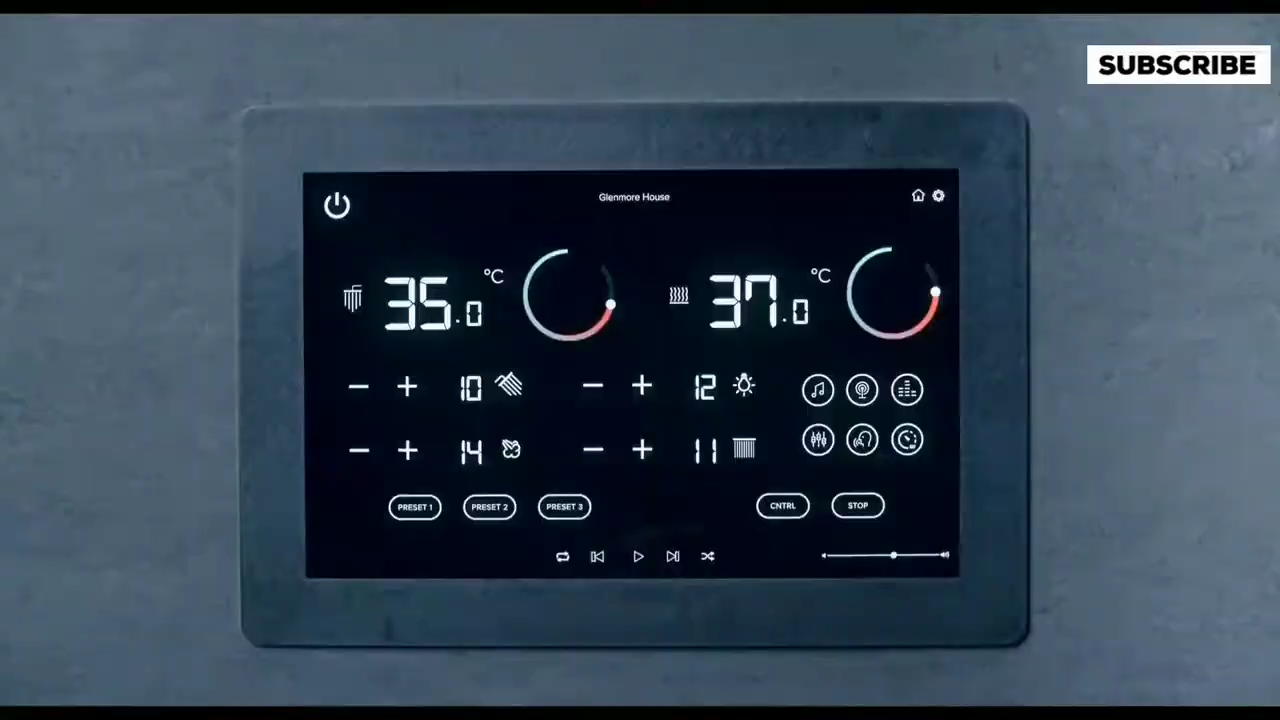 SUBSCRIBE
Glenmore House
35.0 °C
37.0 °C
10
12
14
11
PRESET 1 PRESET 2 PRESET 3 CNTRL STOP